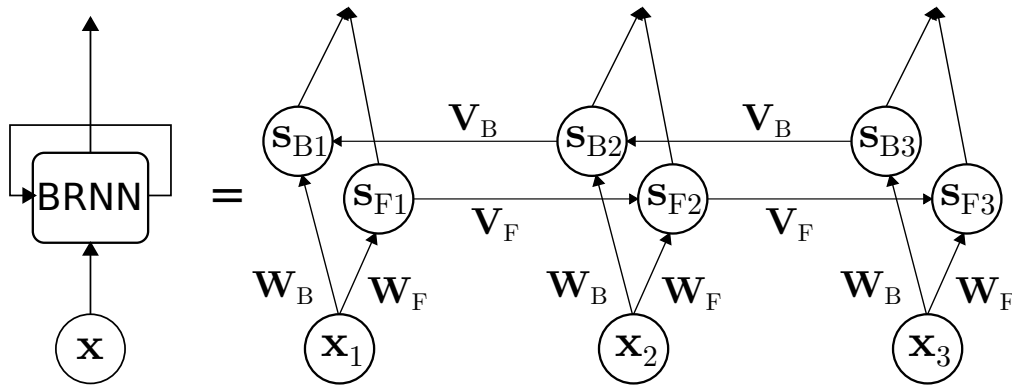 V_B V_B
s_B1 s_B2 s_B3
BRNN = s_F1 s_F2 s_F3
V_F V_F
W_B W_F W_B W_F W_B W_F
x x_1 x_2 x_3